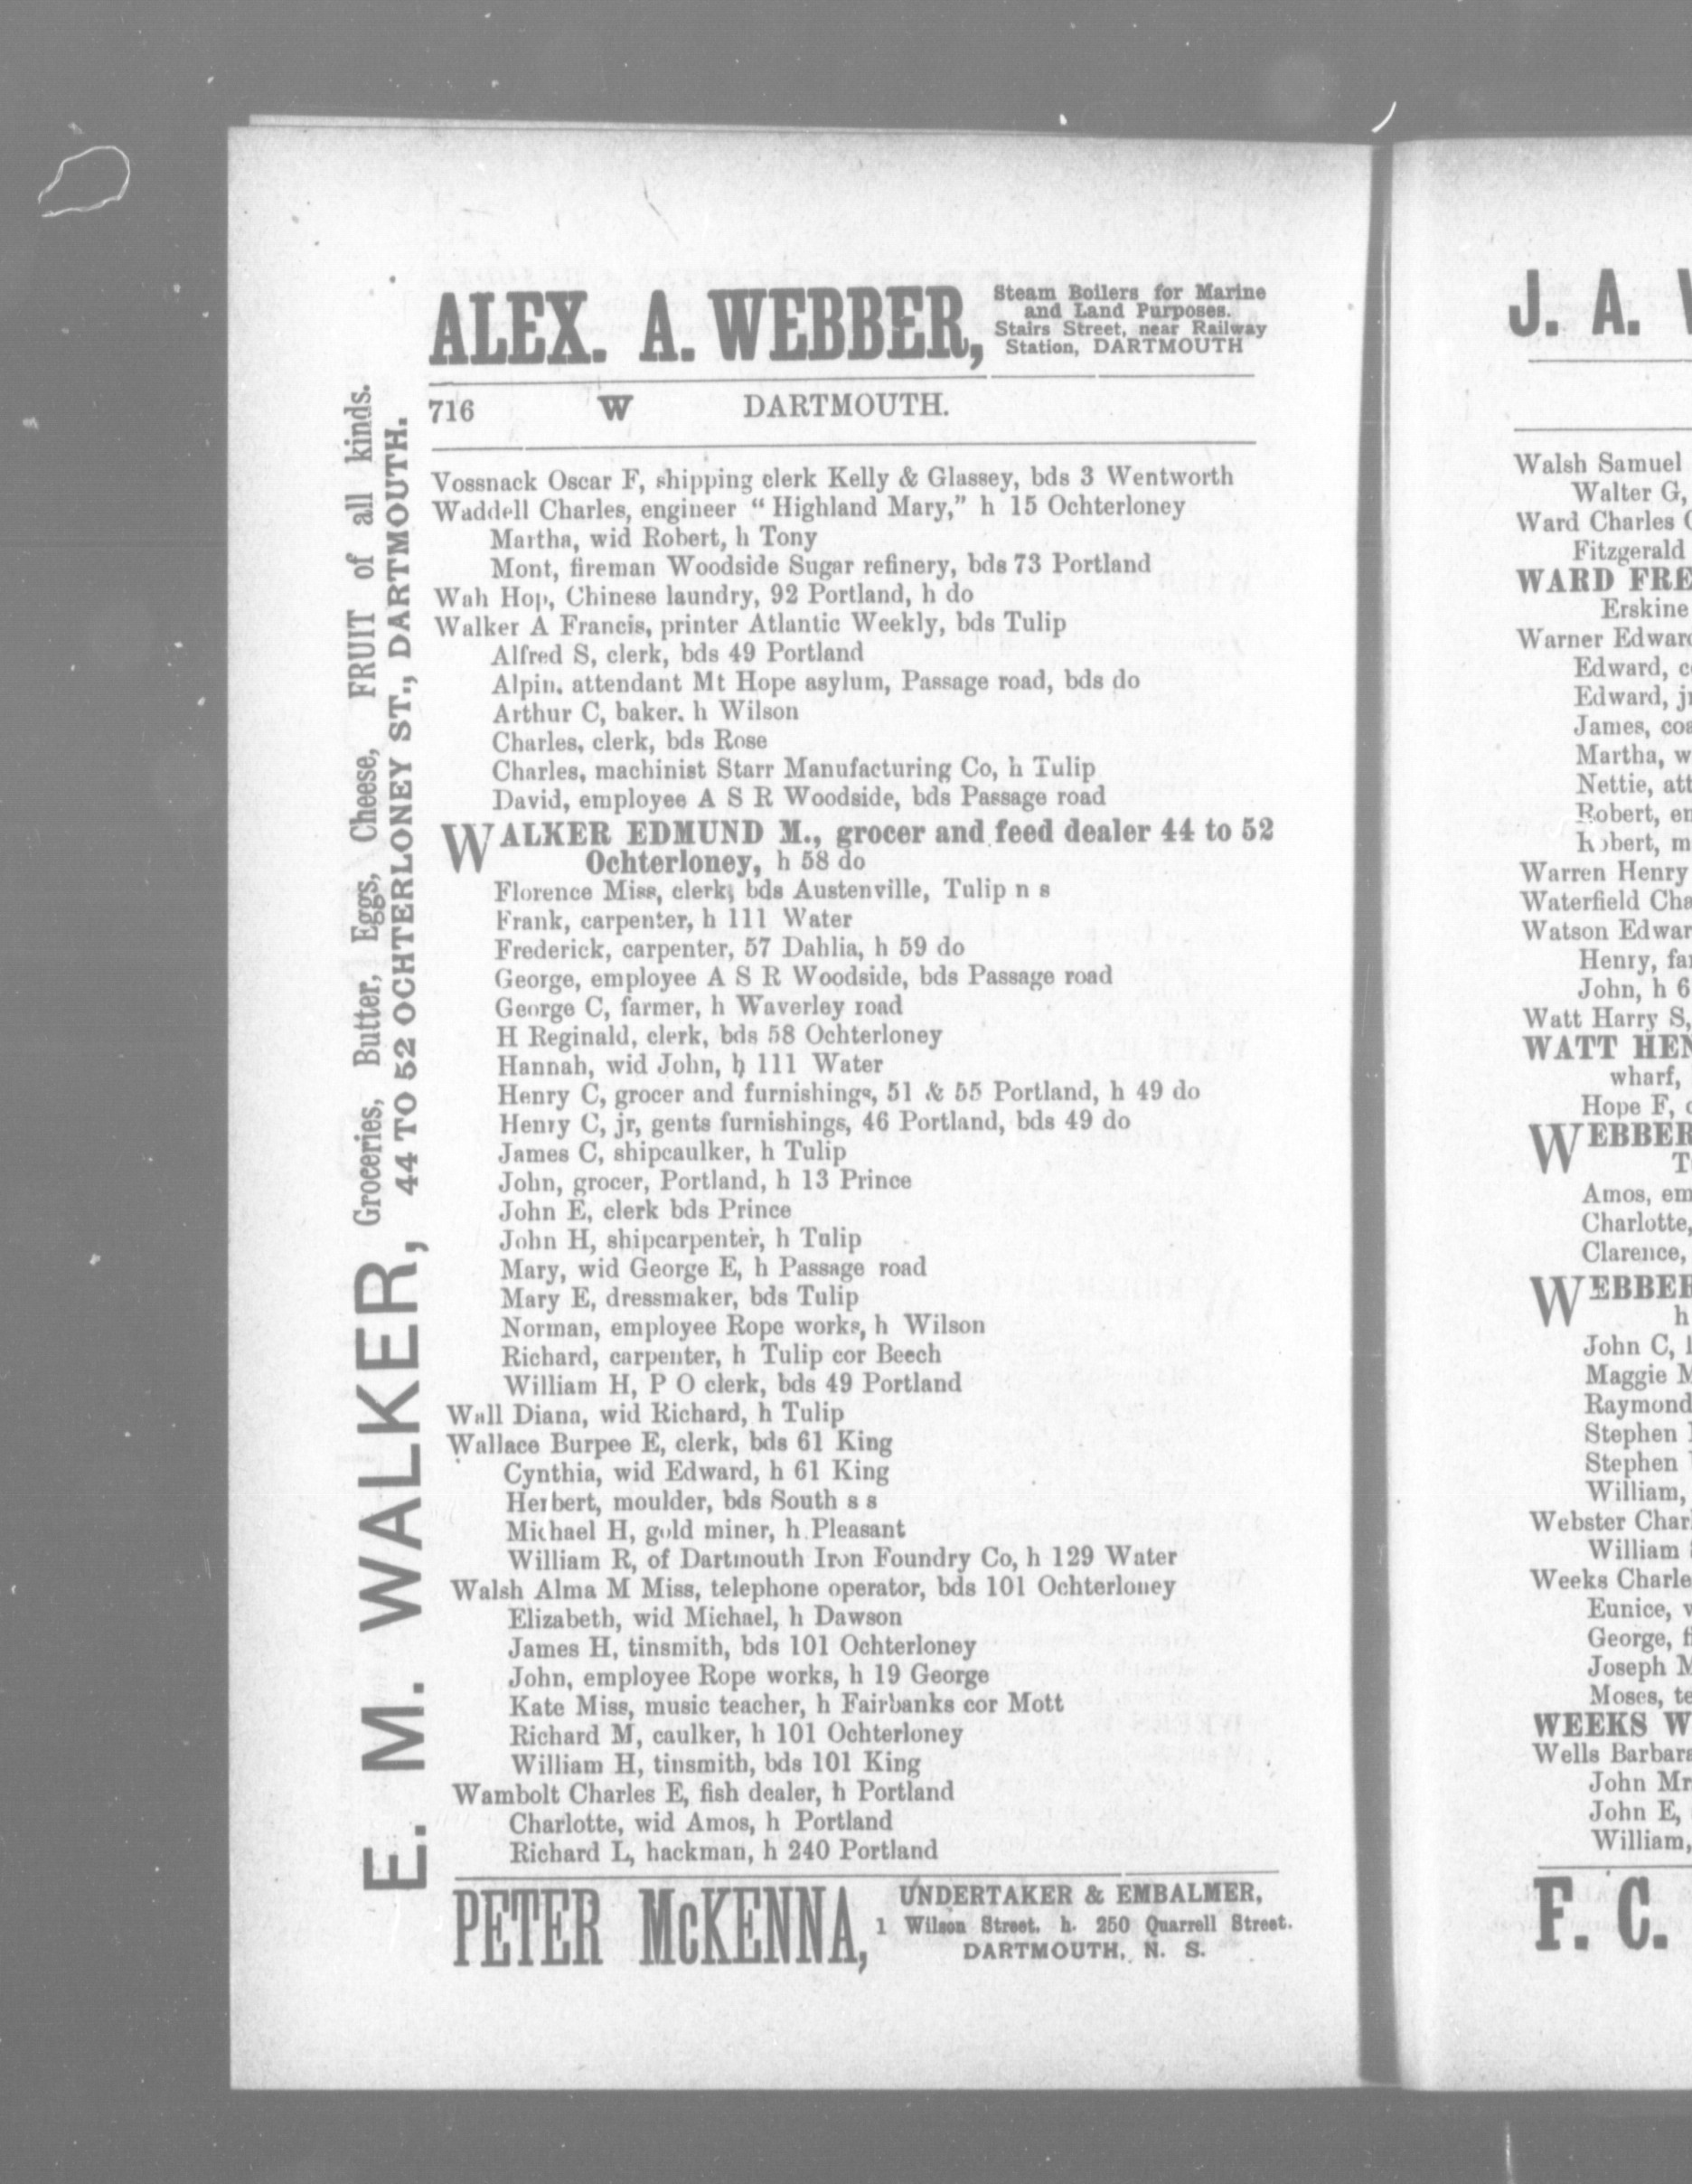 ALEX. A. WEBBER,
Steam Boilers for Marine
and Land Purposes.
Stairs Street, near Railway
Station, DARTMOUTH
716 W DARTMOUTH.
Vossnack Oscar F, shipping clerk Kelly & Glassey, bds 3 Wentworth
Waddell Charles, engineer “ Highland Mary,” h 15 Ochterloney
Martha, wid Robert, h Tony
Mont, fireman Woodside Sugar refinery, bds 73 Portland
Wah Hop, Chinese laundry, 92 Portland, h do
Walker A Francis, printer Atlantic Weekly, bds Tulip
Alfred S, clerk, bds 49 Portland
Alpin, attendant Mt Hope asylum, Passage road, bds do
Arthur C, baker. h Wilson
Charles, clerk, bds Rose
Charles, machinist Starr Manufacturing Co, h Tulip
David, employee A S R Woodside, bds Passage road
WALKER EDMUND M., grocer and feed dealer 44 to 52
Ochterloney, h 58 do
Florence Miss, clerk, bds Austenville, Tulip n s
Frank, carpenter, h 111 Water
Frederick, carpenter, 57 Dahlia, h 59 do
George, employee A S R Woodside, bds Passage road
George C, farmer, h Waverley road
H Reginald, clerk, bds 58 Ochterloney
Hannah, wid John, h 111 Water
Henry C, grocer and furnishings, 51 & 55 Portland, h 49 do
Henry C, jr, gents furnishings, 46 Portland, bds 49 do
James C, shipcaulker, h Tulip
John, grocer, Portland, h 13 Prince
John E, clerk bds Prince
John H, shipcarpenter, h Tulip
Mary, wid George E, h Passage road
Mary E, dressmaker, bds Tulip
Norman, employee Rope works, h Wilson
Richard, carpenter, h Tulip cor Beech
William H, P O clerk, bds 49 Portland
Wall Diana, wid Richard, h Tulip
Wallace Burpee E, clerk, bds 61 King
Cynthia, wid Edward, h 61 King
Herbert, moulder, bds South s s
Michael H, gold miner, h Pleasant
William R, of Dartmouth Iron Foundry Co, h 129 Water
Walsh Alma M Miss, telephone operator, bds 101 Ochterloney
Elizabeth, wid Michael, h Dawson
James H, tinsmith, bds 101 Ochterloney
John, employee Rope works, h 19 George
Kate Miss, music teacher, h Fairbanks cor Mott
Richard M, caulker, h 101 Ochterloney
William H, tinsmith, bds 101 King
Wambolt Charles E, fish dealer, h Portland
Charlotte, wid Amos, h Portland
Richard L, hackman, h 240 Portland
PETER McKENNA,
UNDERTAKER & EMBALMER,
1 Wilson Street. h. 250 Quarrell Street.
DARTMOUTH, N. S.
E. M. WALKER,
Groceries, Butter, Eggs, Cheese, FRUIT of all kinds.
44 TO 52 OCHTERLONEY ST., DARTMOUTH.
J. A.
Walsh Samuel
Walter G,
Ward Charles
Fitzgerald
WARD
Erskine
Warner
Edward,
Edward,
James,
Martha,
Nettie,
Robert,
Robert,
Warren Henry
Waterfield
Watson
Henry,
John, h 6
Watt Harry S,
WATT
wharf,
Hope F,
WEBBER
Amos,
Charlotte,
Clarence,
WEBBER
h
John C,
Maggie
Raymond
Stephen
Stephen
William,
Webster
William
Weeks
Eunice,
George,
Joseph
Moses,
WEEKS
Wells
John
John E,
William,
F. C.